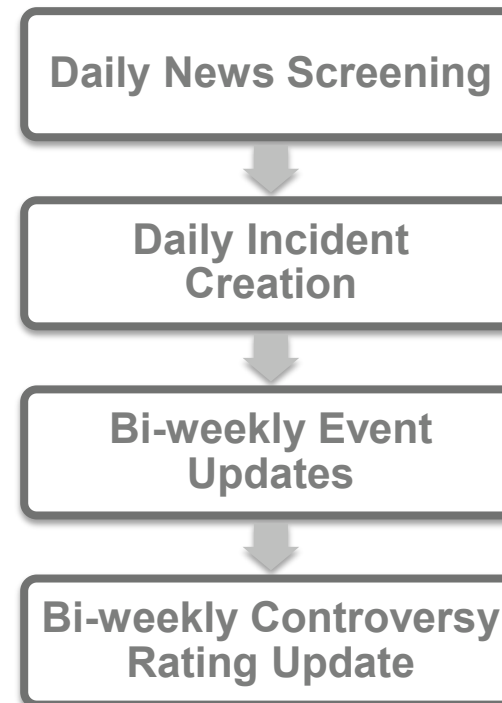 Daily News Screening
Daily Incident
Creation
Bi-weekly Event
Updates
Bi-weekly Controversy
Rating Update